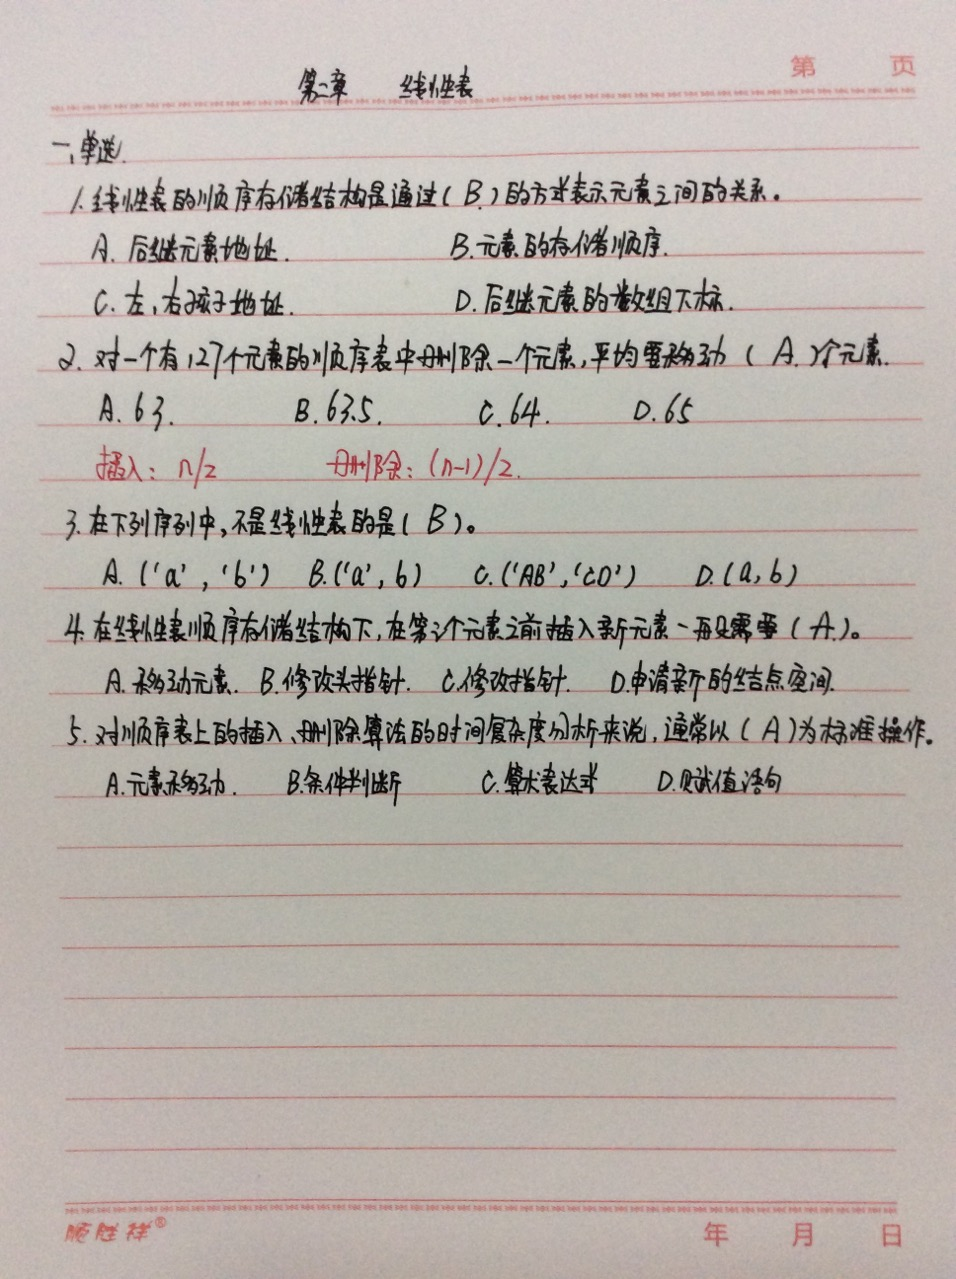 第 页
第二章 线性表
一、单选.
1.线性表的顺序存储结构是通过(B.)的方式表示元素之间的关系。
A. 后继元素地址. B.元素的存储顺序.
C. 左,右孩子地址. D.后继元素的数组下标.
2. 对一个有127个元素的顺序表中删除一个元素,平均需移动(A.)个元素.
A. 63. B. 63.5. C. 64. D. 65
插入: n/2 删除: (n-1)/2.
3.在下列序列中,不是线性表的是(B)。
A. ('a' , 'b') B.('a', b) C. ('AB', 'CD') D. (a, b)
4.在线性表顺序存储结构下,在第i个元素之前插入新元素一再只需要(A.)。
A. 移动元素. B.修改头指针. C.修改指针. D.申请新的结点空间.
5. 对顺序表上的插入、删除算法的时间复杂度分析来说,通常以(A)为标准操作。
A.元素移动. B.条件判断 C.算术表达式 D.赋值语句
顺胜祥® 年 月 日